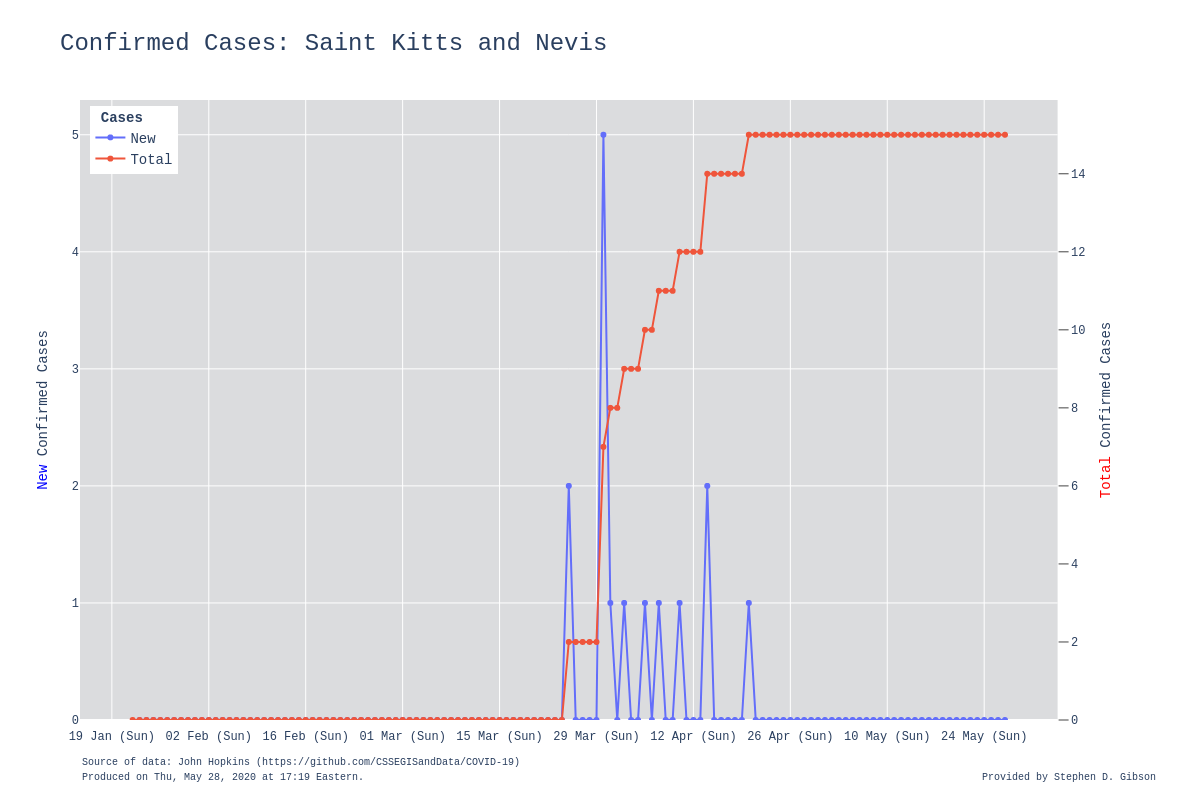 Confirmed Cases: Saint Kitts and Nevis
Cases
New
Total
5
4
3
2
1
0
New Confirmed Cases
14
12
10
8
6
4
2
0
Total Confirmed Cases
19 Jan (Sun) 02 Feb (Sun) 16 Feb (Sun) 01 Mar (Sun) 15 Mar (Sun) 29 Mar (Sun) 12 Apr (Sun) 26 Apr (Sun) 10 May (Sun) 24 May (Sun)
Source of data: John Hopkins (https://github.com/CSSEGISandData/COVID-19)
Produced on Thu, May 28, 2020 at 17:19 Eastern.
Provided by Stephen D. Gibson